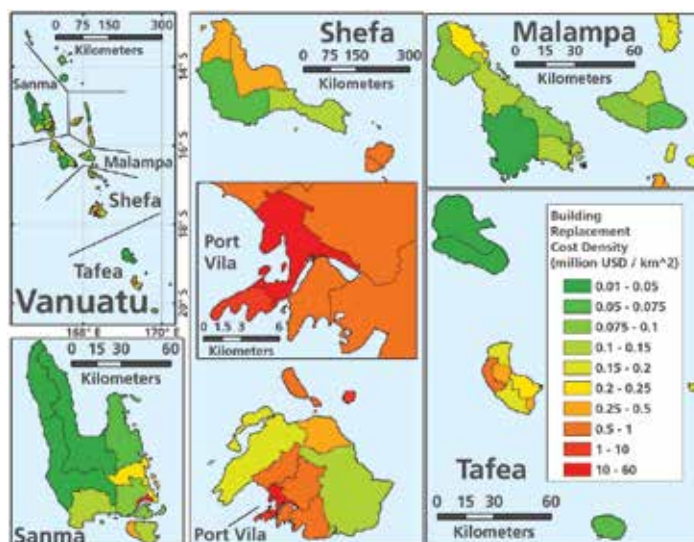 0 75 150 300
Kilometers
Sanma
Malampa
Shefa
Tafea
Vanuatu
14° S
16° S
18° S
20° S
168° E
170° E
Shefa
0 75 150 300
Kilometers
Malampa
0 15 30 60
Kilometers
Port
Vila
0 1.5 3 6
Kilometers
Building
Replacement
Cost Density
(million USD / km^2)
0.01 - 0.05
0.05 - 0.075
0.075 - 0.1
0.1 - 0.15
0.15 - 0.2
0.2 - 0.25
0.25 - 0.5
0.5 - 1
1 - 10
10 - 60
0 15 30 60
Kilometers
Sanma
Port Vila
Tafea
0 15 30 60
Kilometers